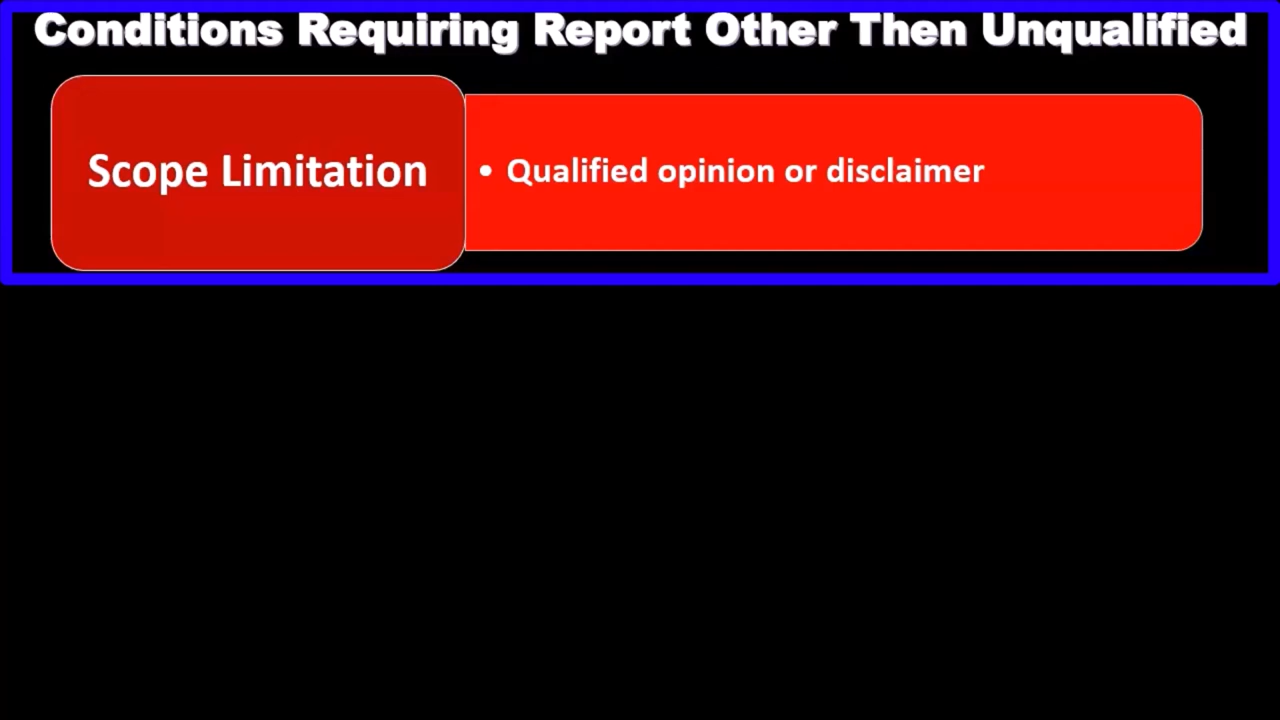 Conditions Requiring Report Other Then Unqualified
Scope Limitation
• Qualified opinion or disclaimer